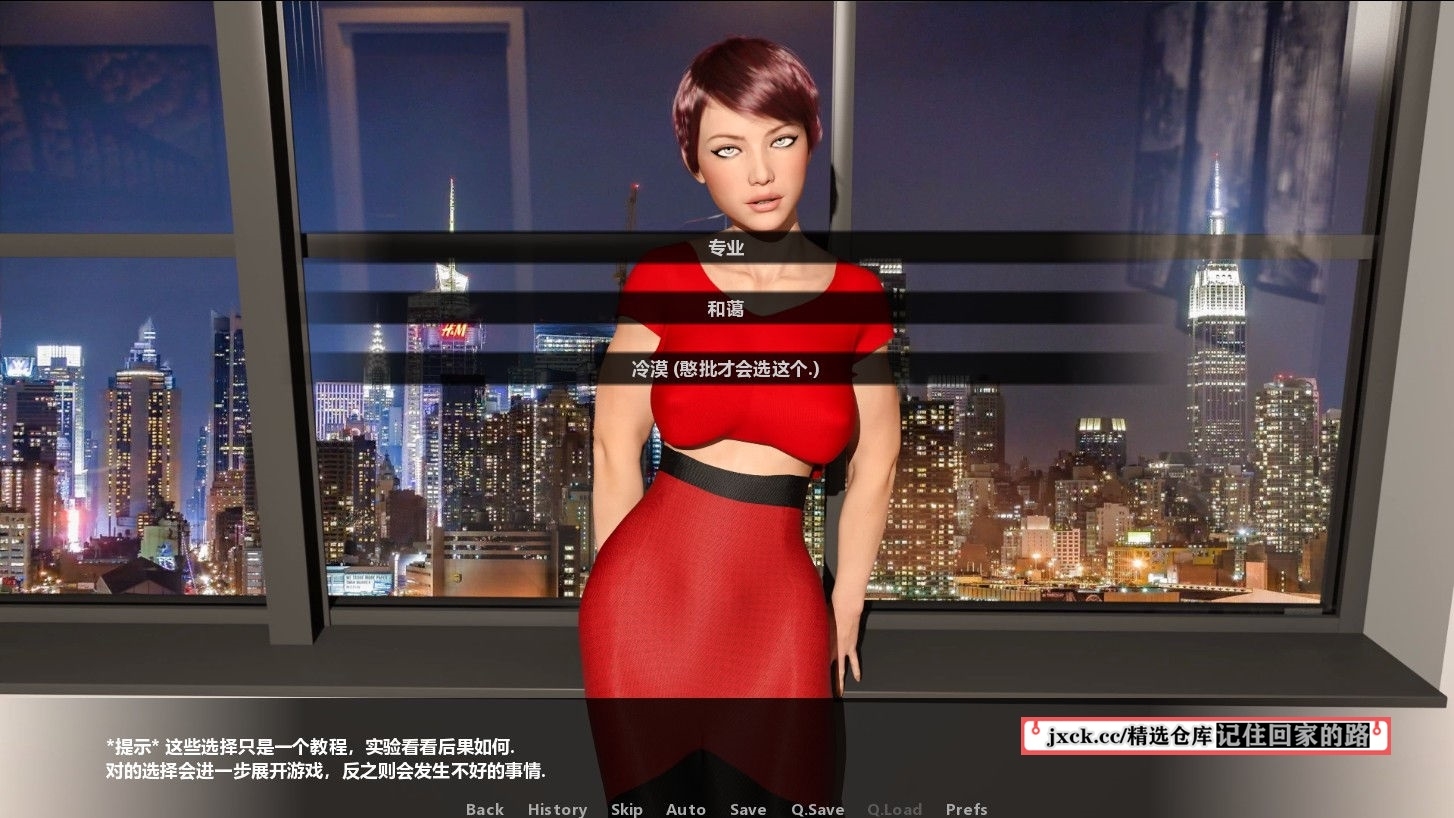 H&M
专业
和蔼
冷漠 (憨批才会选这个.)
*提示* 这些选择只是一个教程，实验看看后果如何.
对的选择会进一步展开游戏，反之则会发生不好的事情.
jxck.cc/精选仓库记住回家的路
Back History Skip Auto Save Q.Save Q.Load Prefs